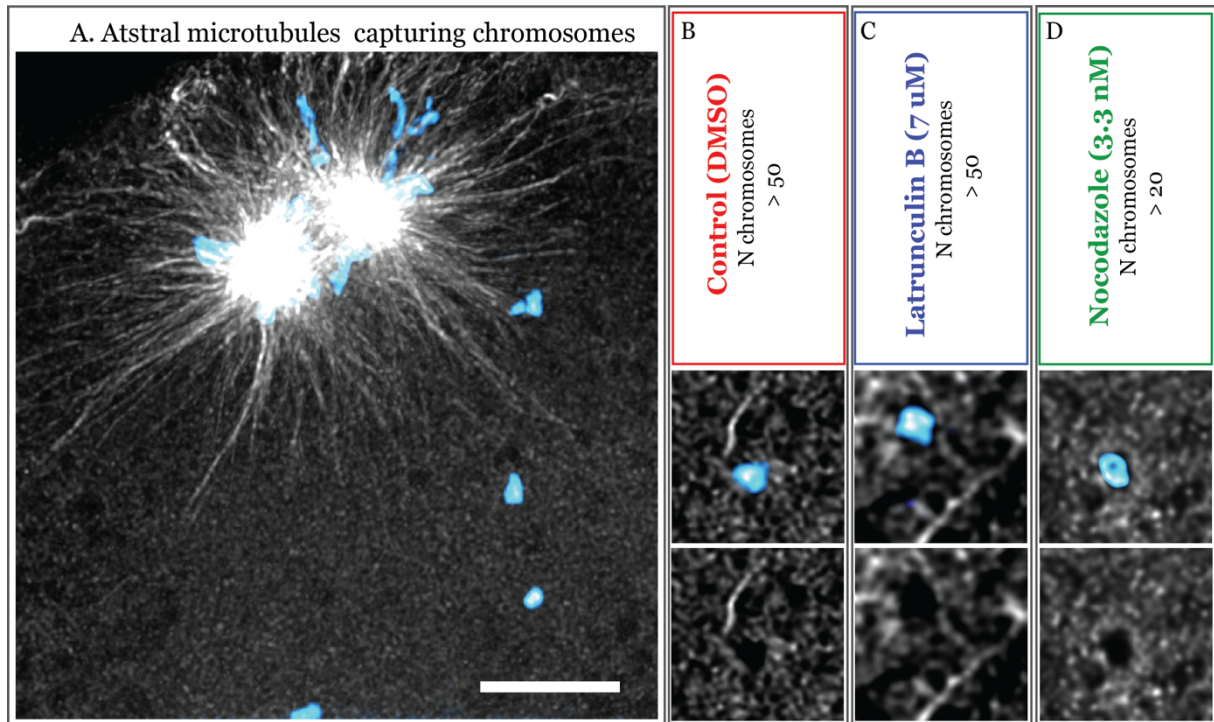 A. Atstral microtubules capturing chromosomes
B
Control (DMSO)
N chromosomes
> 50
C
Latrunculin B (7 uM)
N chromosomes
> 50
D
Nocodazole (3.3 nM)
N chromosomes
> 20